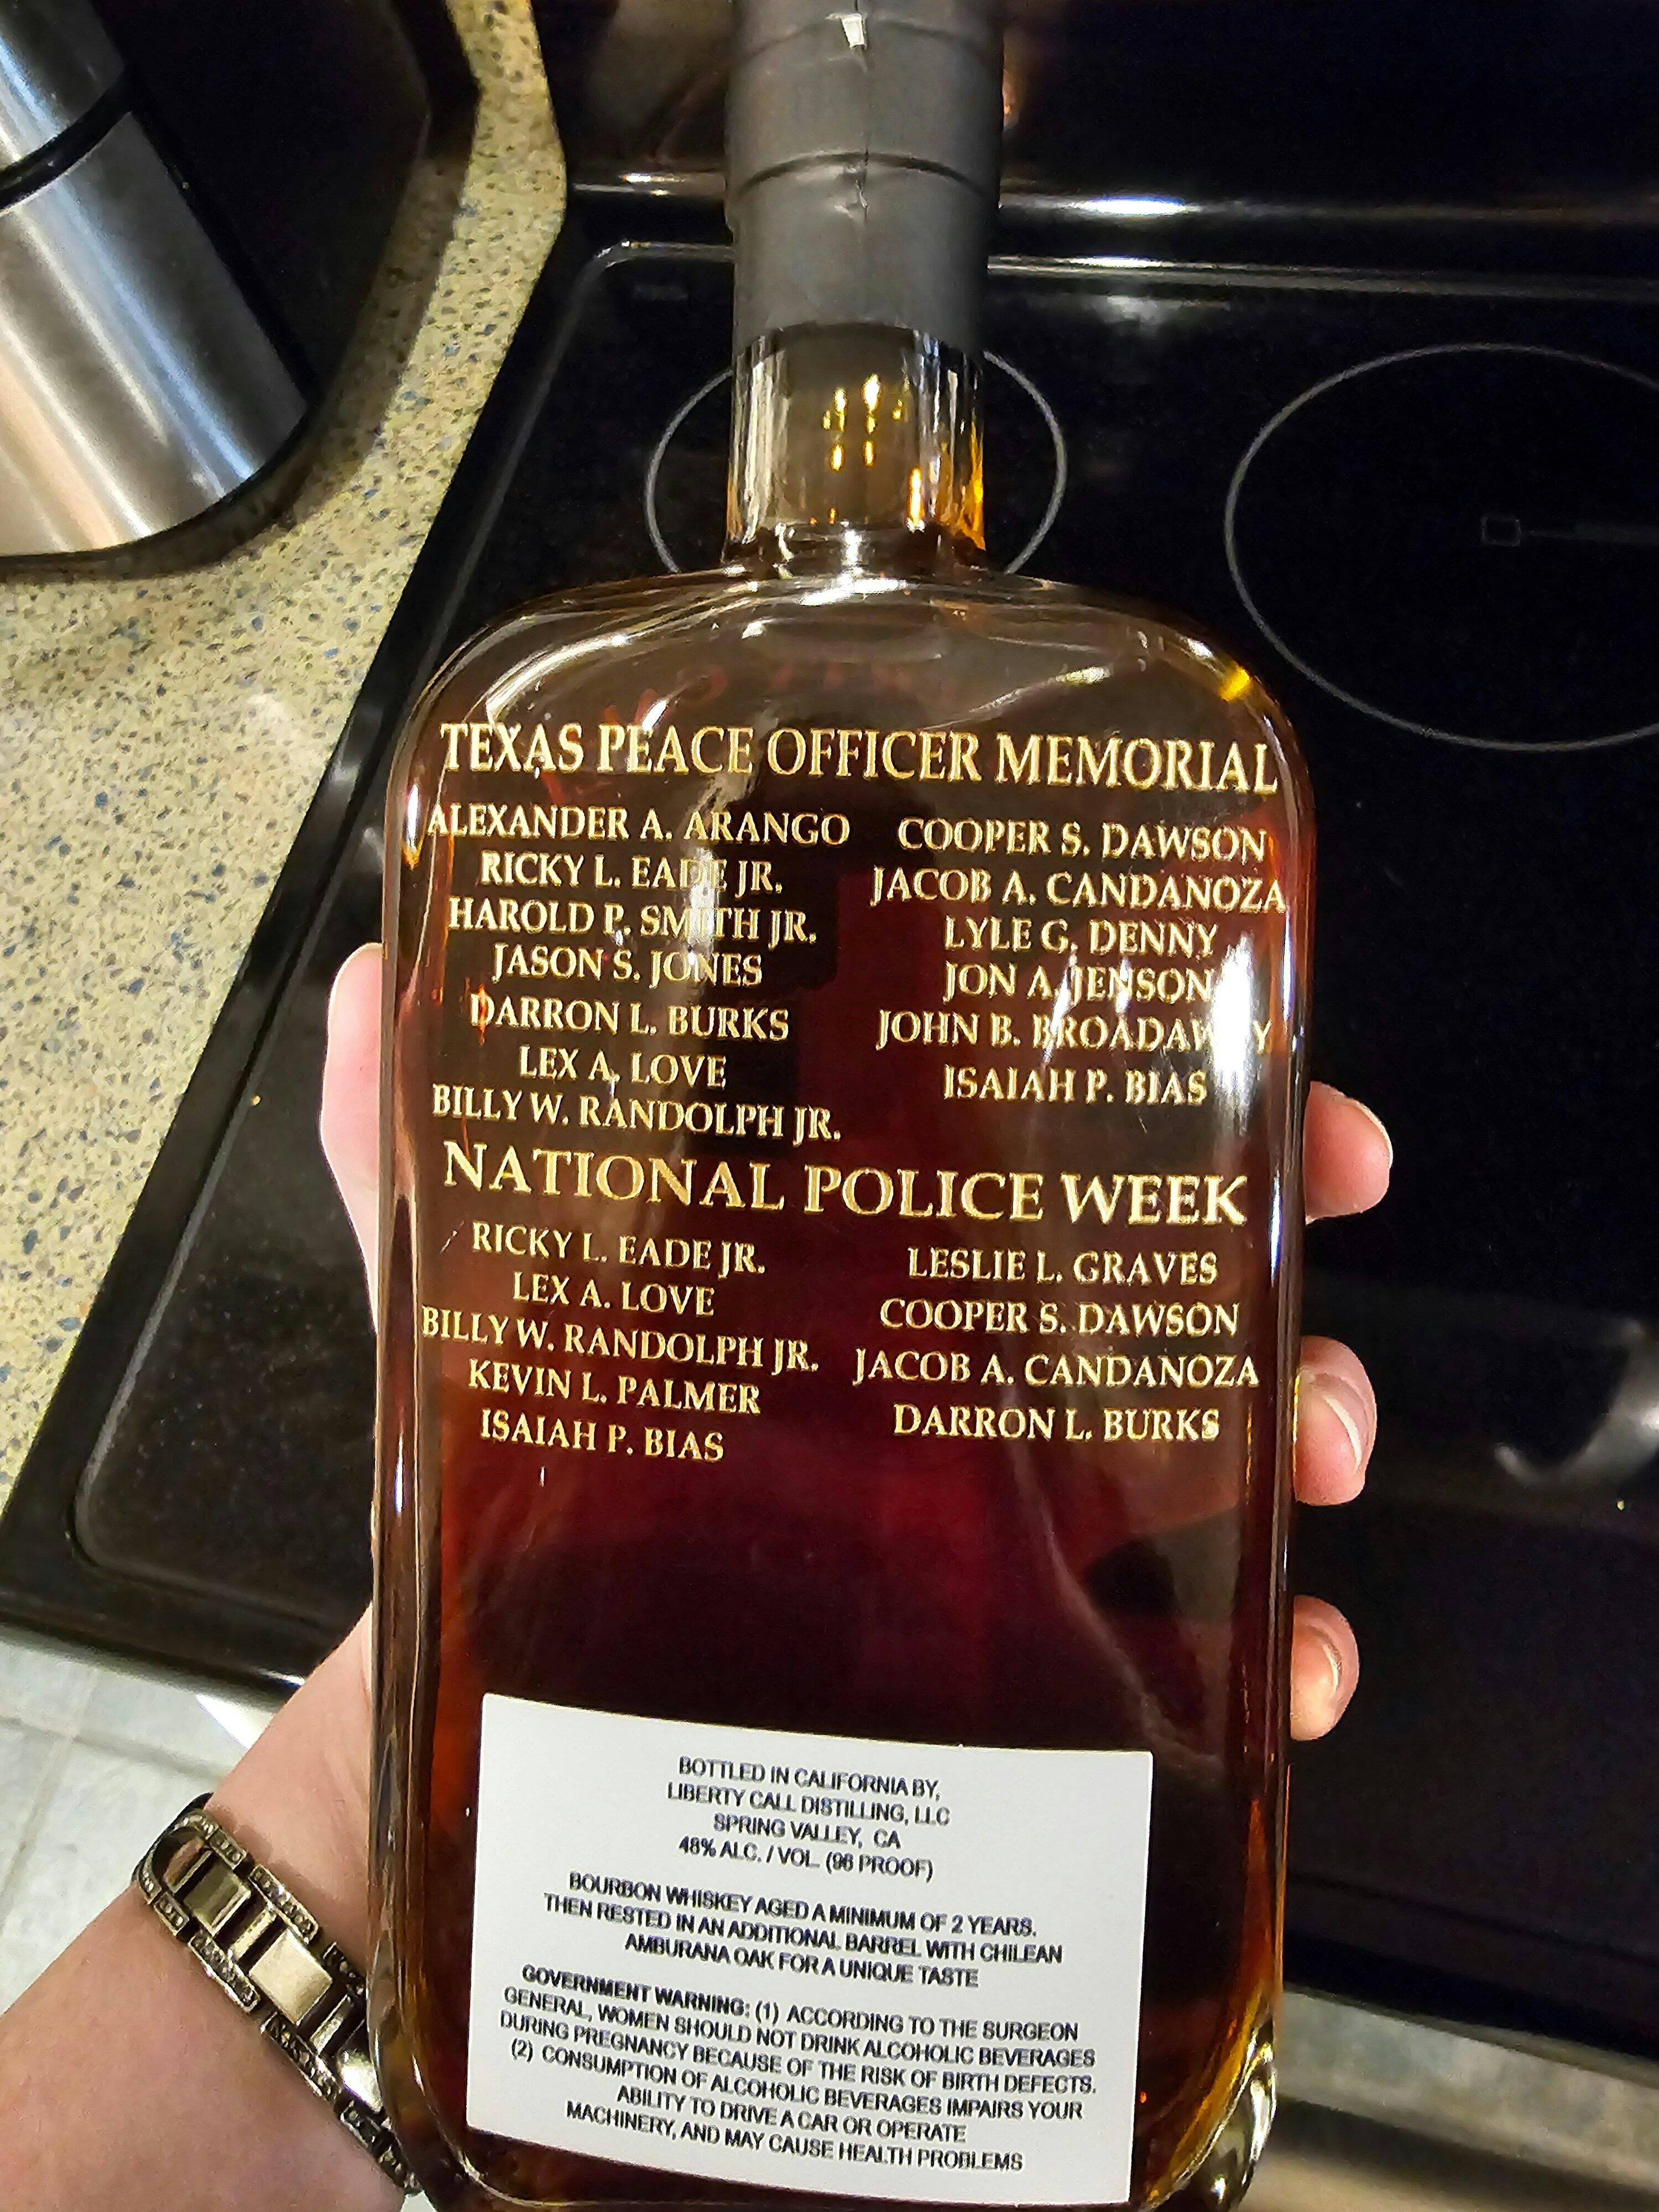 TEXAS PEACE OFFICER MEMORIAL
ALEXANDER A. ARANGO
RICKY L. EADE JR.
HAROLD P. SMITH JR.
JASON S. JONES
DARRON L. BURKS
LEX A. LOVE
BILLY W. RANDOLPH JR.
COOPER S. DAWSON
JACOB A. CANDANOZA
LYLE G. DENNY
JON A. JENSON
JOHN B. BROADAWAY
ISAIAH P. BIAS
NATIONAL POLICE WEEK
RICKY L. EADE JR.
LEX A. LOVE
BILLY W. RANDOLPH JR.
KEVIN L. PALMER
ISAIAH P. BIAS
LESLIE L. GRAVES
COOPER S. DAWSON
JACOB A. CANDANOZA
DARRON L. BURKS
BOTTLED IN CALIFORNIA BY,
LIBERTY CALL DISTILLING, LLC
SPRING VALLEY, CA
48% ALC. / VOL. (96 PROOF)
BOURBON WHISKEY AGED A MINIMUM OF 2 YEARS.
THEN RESTED IN AN ADDITIONAL BARREL WITH CHILEAN
AMBURANA OAK FOR A UNIQUE TASTE
GOVERNMENT WARNING: (1) ACCORDING TO THE SURGEON
GENERAL, WOMEN SHOULD NOT DRINK ALCOHOLIC BEVERAGES
DURING PREGNANCY BECAUSE OF THE RISK OF BIRTH DEFECTS.
(2) CONSUMPTION OF ALCOHOLIC BEVERAGES IMPAIRS YOUR
ABILITY TO DRIVE A CAR OR OPERATE
MACHINERY, AND MAY CAUSE HEALTH PROBLEMS